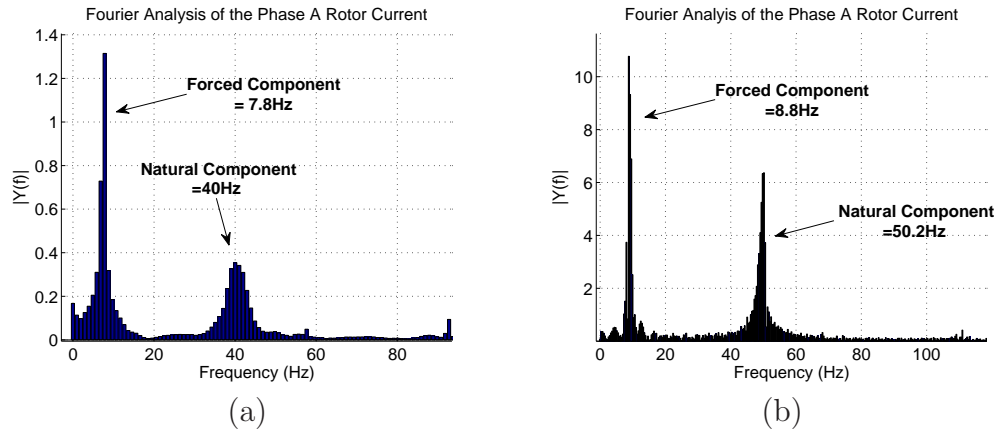 Fourier Analysis of the Phase A Rotor Current
1.4
1.2
1
0.8
0.6
0.4
0.2
0
|Y(f)|
Forced Component
= 7.8Hz
Natural Component
=40Hz
0 20 40 60 80
Frequency (Hz)
(a)
Fourier Analyis of the Phase A Rotor Current
10
8
6
4
2
|Y(f)|
Forced Component
=8.8Hz
Natural Component
=50.2Hz
0 20 40 60 80 100
Frequency (Hz)
(b)